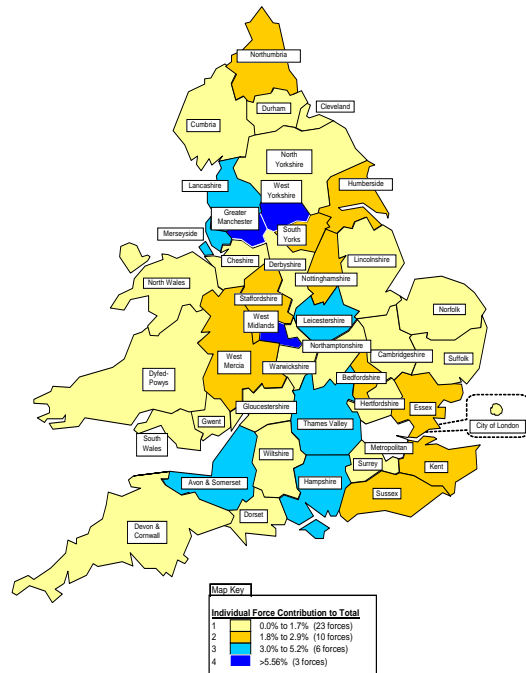 Northumbria
Durham
Cleveland
Cumbria
North
Yorkshire
Lancashire
West
Yorkshire
Humberside
Greater
Manchester
Merseyside
South
Yorks
Cheshire
Derbyshire
Lincolnshire
North Wales
Nottinghamshire
Staffordshire
Norfolk
West
Midlands
Leicestershire
Northamptonshire
West
Mercia
Warwickshire
Cambridgeshire
Suffolk
Dyfed-
Powys
Bedfordshire
Gloucestershire
Hertfordshire
Essex
Gwent
Thames Valley
City of London
South
Wales
Wiltshire
Metropolitan
Surrey
Kent
Avon & Somerset
Hampshire
Sussex
Dorset
Devon &
Cornwall
Map Key
Individual Force Contribution to Total
1 0.0% to 1.7% (23 forces)
2 1.8% to 2.9% (10 forces)
3 3.0% to 5.2% (6 forces)
4 >5.56% (3 forces)